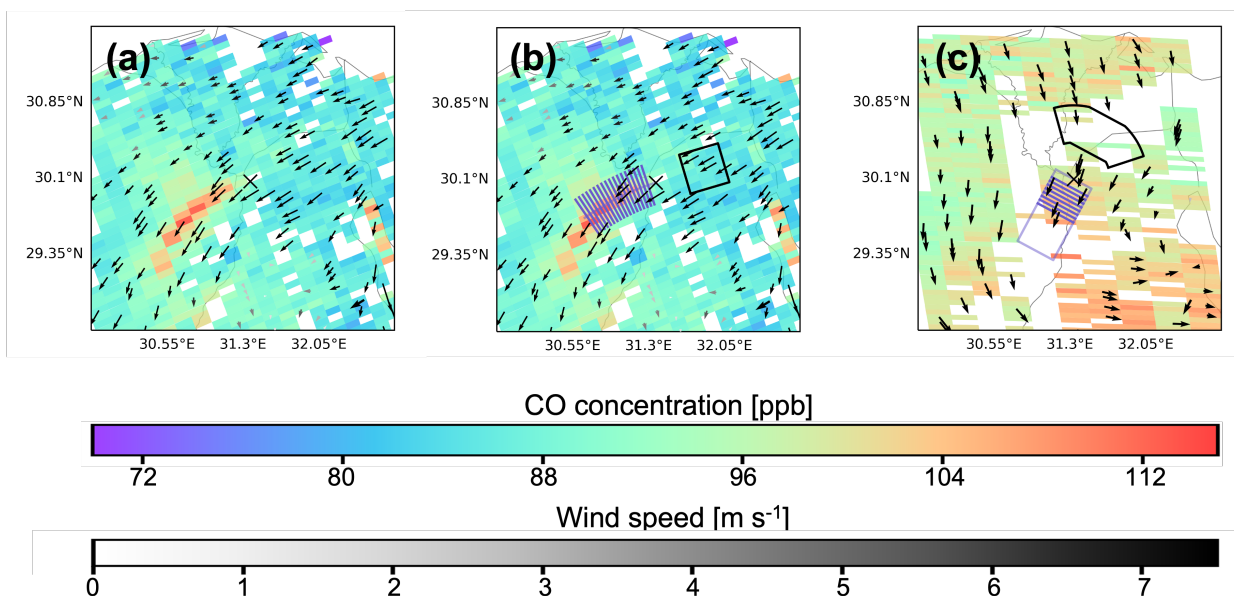 (a) (b) (c)
30.85°N 30.85°N 30.85°N
30.1°N 30.1°N 30.1°N
29.35°N 29.35°N 29.35°N
30.55°E 31.3°E 32.05°E 30.55°E 31.3°E 32.05°E 30.55°E 31.3°E 32.05°E
CO concentration [ppb]
72 80 88 96 104 112
Wind speed [m s⁻¹]
0 1 2 3 4 5 6 7